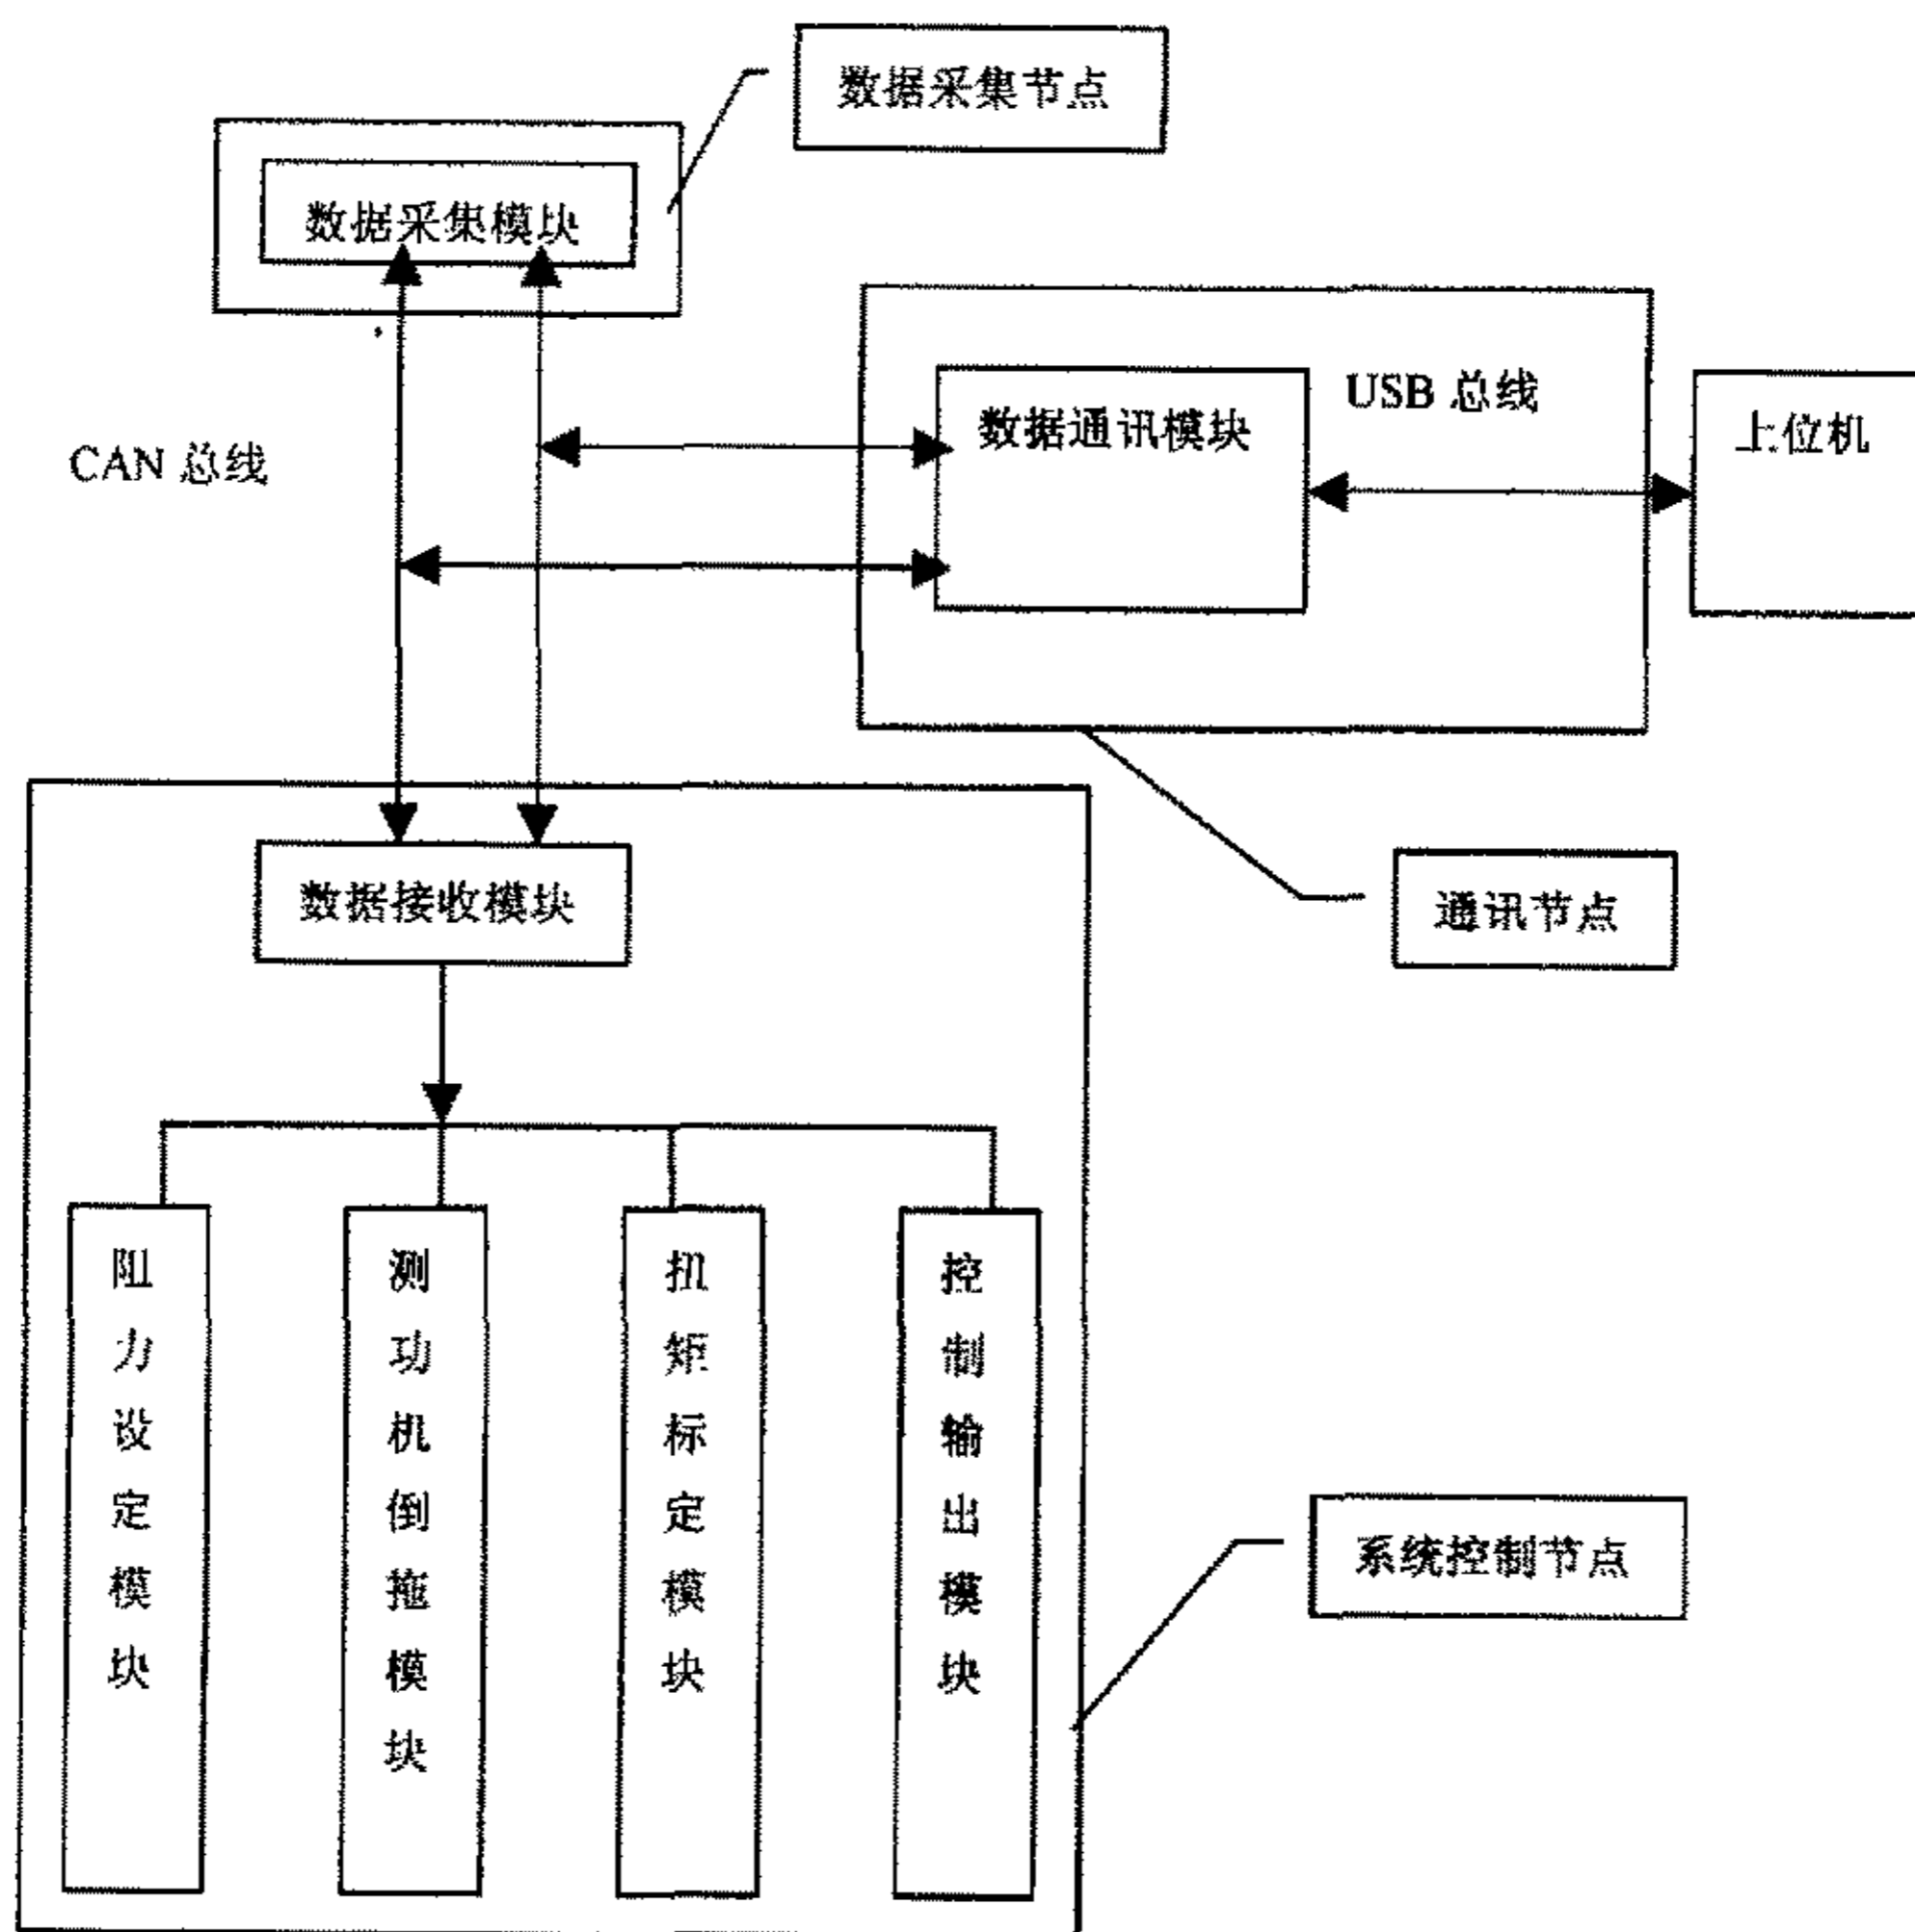 数据采集节点
数据采集模块
USB 总线
数据通讯模块
上位机
CAN 总线
数据接收模块
通讯节点
阻力设定模块
测功机倒拖模块
扭矩标定模块
控制输出模块
系统控制节点